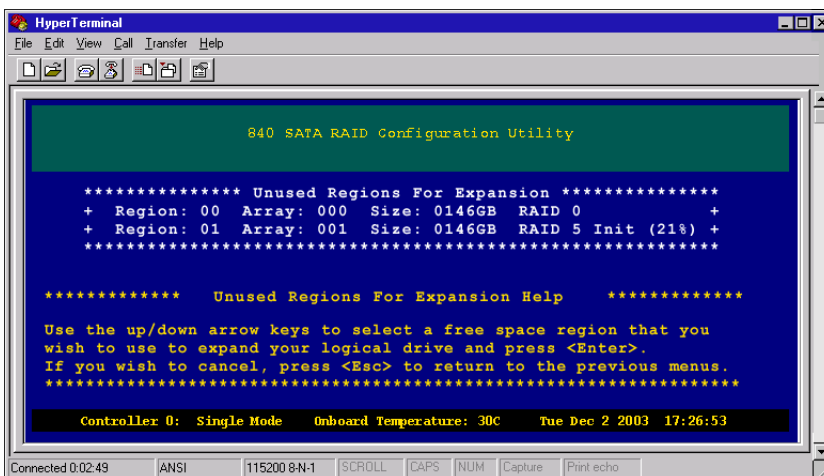 HyperTerminal
File Edit View Call Transfer Help
840 SATA RAID Configuration Utility
*************** Unused Regions For Expansion ***************
+ Region: 00 Array: 000 Size: 0146GB RAID 0 +
+ Region: 01 Array: 001 Size: 0146GB RAID 5 Init (21%) +
*************************************************************
************* Unused Regions For Expansion Help *************
Use the up/down arrow keys to select a free space region that you
wish to use to expand your logical drive and press <Enter>.
If you wish to cancel, press <Esc> to return to the previous menus.
********************************************************************
Controller 0: Single Mode Onboard Temperature: 30C Tue Dec 2 2003 17:26:53
Connected 0:02:49 ANSI 115200 8-N-1 SCROLL CAPS NUM Capture Print echo